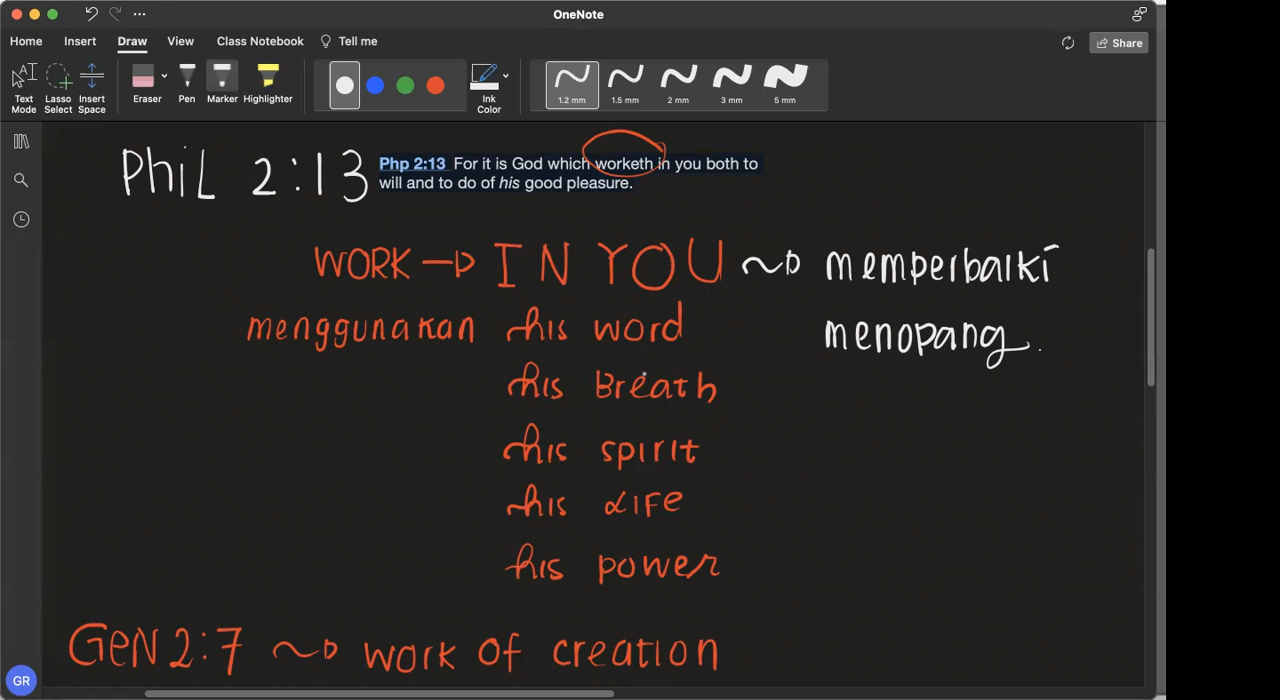 OneNote
Home Insert Draw View Class Notebook Tell me Share
Text Mode Lasso Select Insert Space Eraser Pen Marker Highlighter Ink Color 1.2 mm 1.5 mm 2 mm 3 mm 5 mm
PhiL 2:13 Php 2:13 For it is God which worketh in you both to
will and to do of his good pleasure.
WORK → IN YOU ~> memperbaiki
menggunakan his word menopang.
his Breath
his spirit
his LIFe
his power
GeN 2:7 ~> work of creation
GR